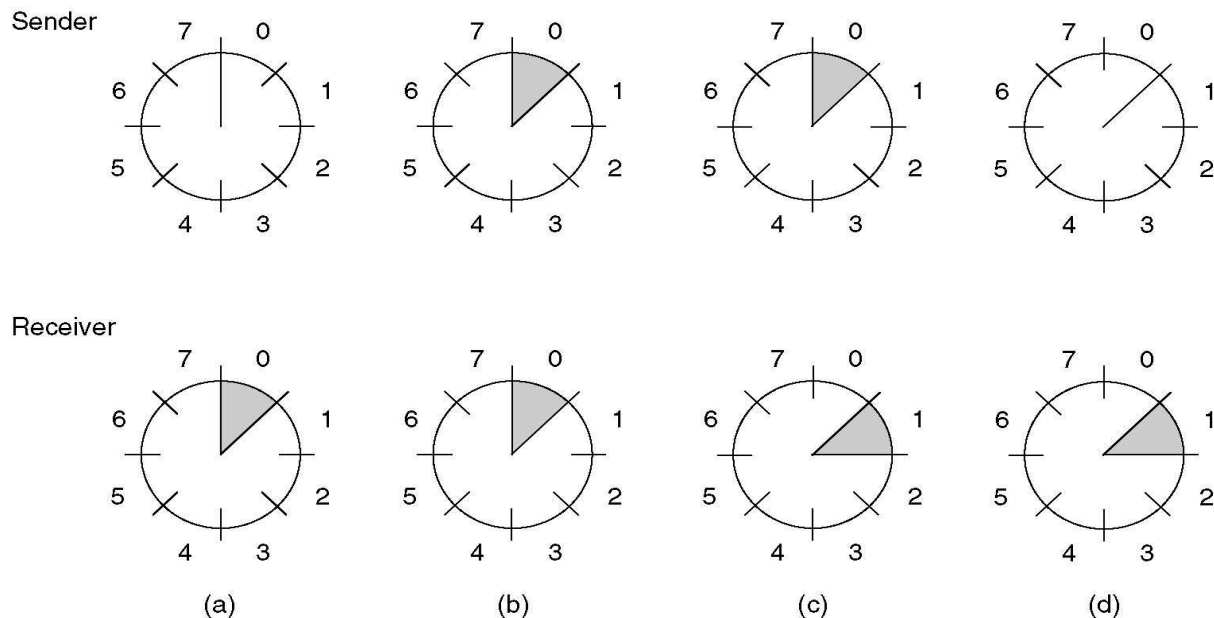 Sender
7 0 7 0 7 0 7 0
6 1 6 1 6 1 6 1
5 2 5 2 5 2 5 2
4 3 4 3 4 3 4 3
Receiver
7 0 7 0 7 0 7 0
6 1 6 1 6 1 6 1
5 2 5 2 5 2 5 2
4 3 4 3 4 3 4 3
(a) (b) (c) (d)